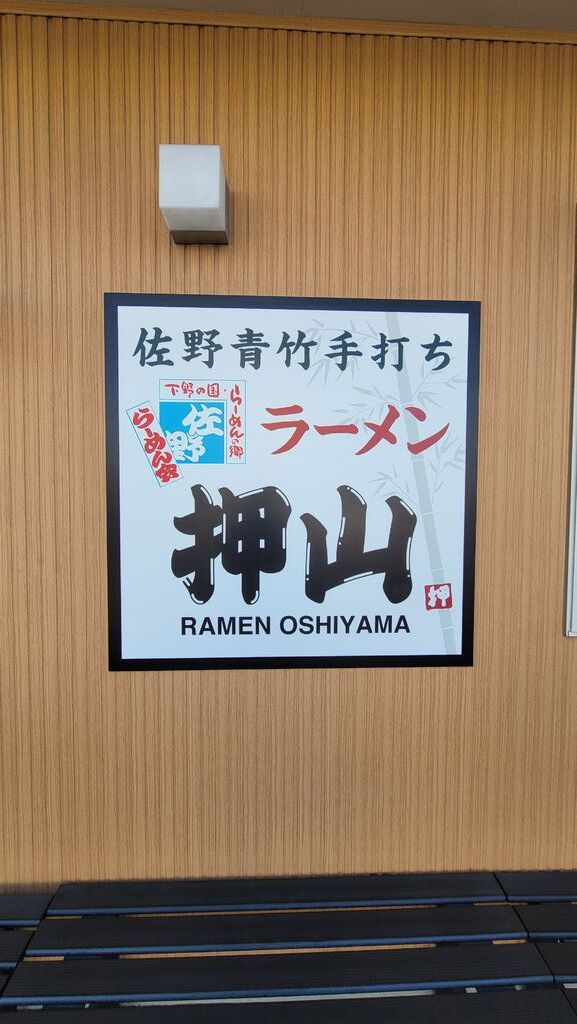 佐野青竹手打ち
下野の国・
らーめんの郷
佐野
らーめん会
ラーメン
押山
押
RAMEN OSHIYAMA